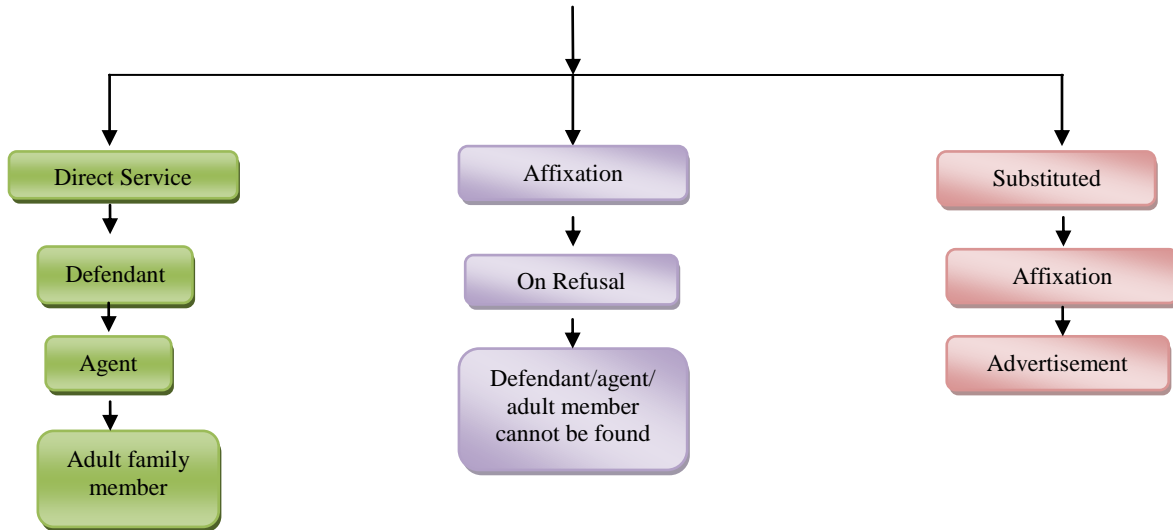 Direct Service
Defendant
Agent
Adult family
member
Affixation
On Refusal
Defendant/agent/
adult member
cannot be found
Substituted
Affixation
Advertisement